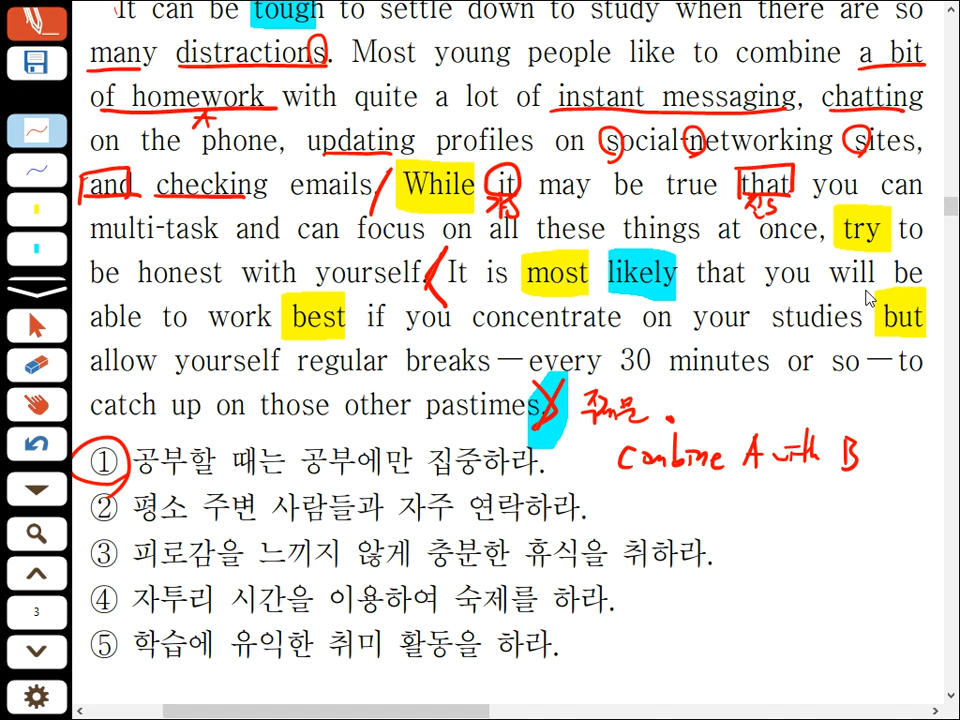 It can be tough to settle down to study when there are so
many distractions. Most young people like to combine a bit
of homework with quite a lot of instant messaging, chatting
on the phone, updating profiles on social-networking sites,
and checking emails. While it may be true that you can
가S 진S
multi-task and can focus on all these things at once, try to
be honest with yourself. It is most likely that you will be
able to work best if you concentrate on your studies but
allow yourself regular breaks—every 30 minutes or so—to
catch up on those other pastimes. 주제문.
Combine A with B
① 공부할 때는 공부에만 집중하라.
② 평소 주변 사람들과 자주 연락하라.
③ 피로감을 느끼지 않게 충분한 휴식을 취하라.
④ 자투리 시간을 이용하여 숙제를 하라.
⑤ 학습에 유익한 취미 활동을 하라.
3